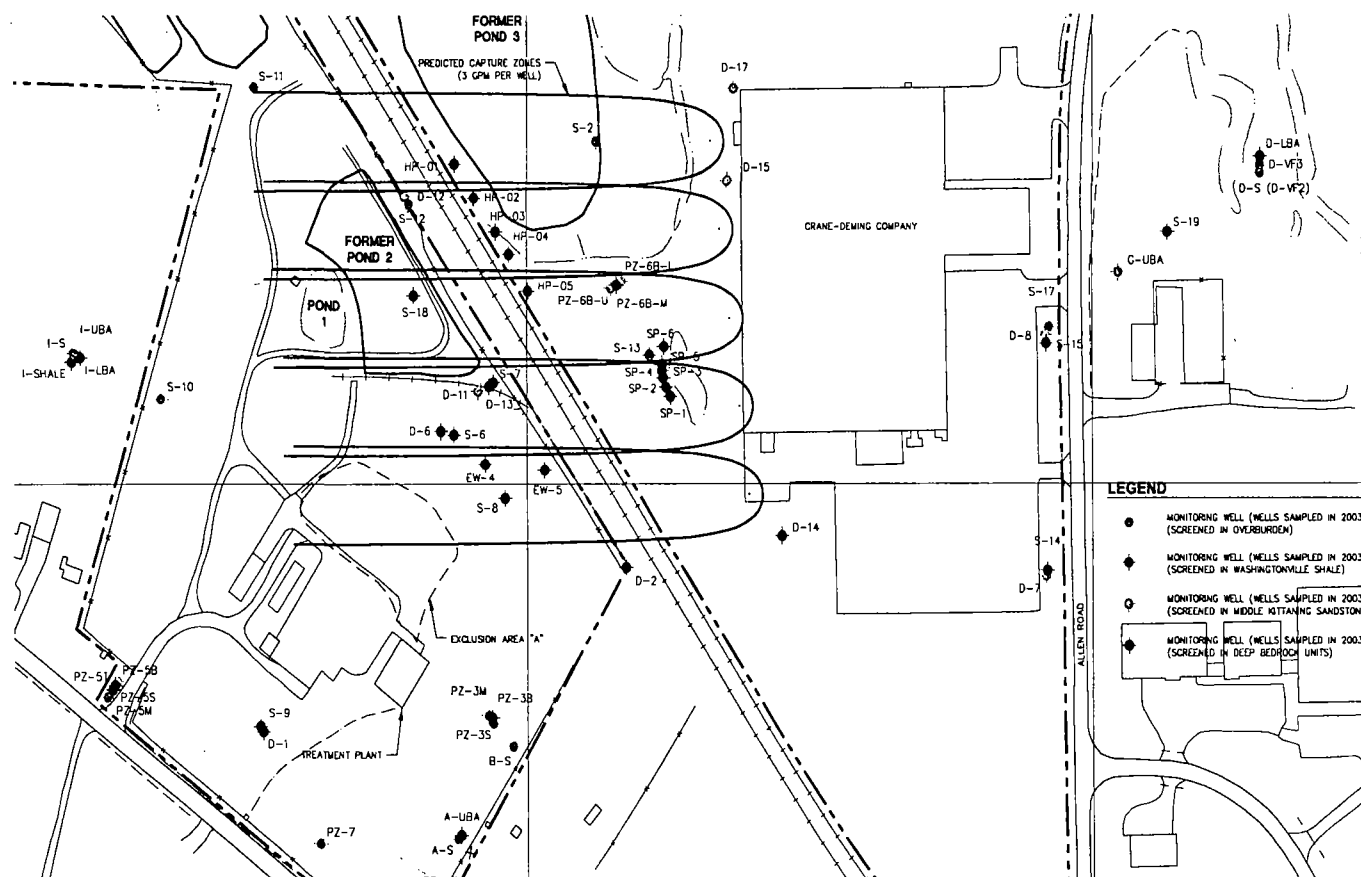 FORMER
POND 3
PREDICTED CAPTURE ZONES
(3 GPM PER WELL)
S-11
D-17
S-2
D-15
HP-01
D-12
HP-02
S-12
HP-03
HP-04
FORMER
POND 2
CRANE-DEMING COMPANY
D-LBA
D-VF3
D-S (D-VF2)
S-19
G-UBA
PZ-6B-I
PZ-6B-U
PZ-6B-M
HP-05
POND
1
S-18
S-17
D-8
S-15
I-UBA
I-S
I-SHALE
I-LBA
SP-6
S-13
SP-5
SP-4
SP-3
SP-2
SP-1
S-10
S-7
D-11
D-13
D-6
S-6
EW-4
EW-5
S-8
LEGEND
MONITORING WELL (WELLS SAMPLED IN 2003
(SCREENED IN OVERBURDEN)
MONITORING WELL (WELLS SAMPLED IN 2003
(SCREENED IN WASHINGTONVILLE SHALE)
MONITORING WELL (WELLS SAMPLED IN 2003
(SCREENED IN MIDDLE KITTANING SANDSTON
MONITORING WELL (WELLS SAMPLED IN 2003
(SCREENED IN DEEP BEDROCK UNITS)
D-14
S-14
D-7
D-2
ALLEN ROAD
EXCLUSION AREA "A"
PZ-5I
PZ-5B
PZ-5S
PZ-5M
S-9
D-1
TREATMENT PLANT
PZ-3M
PZ-3B
PZ-3S
B-S
A-UBA
A-S
PZ-7